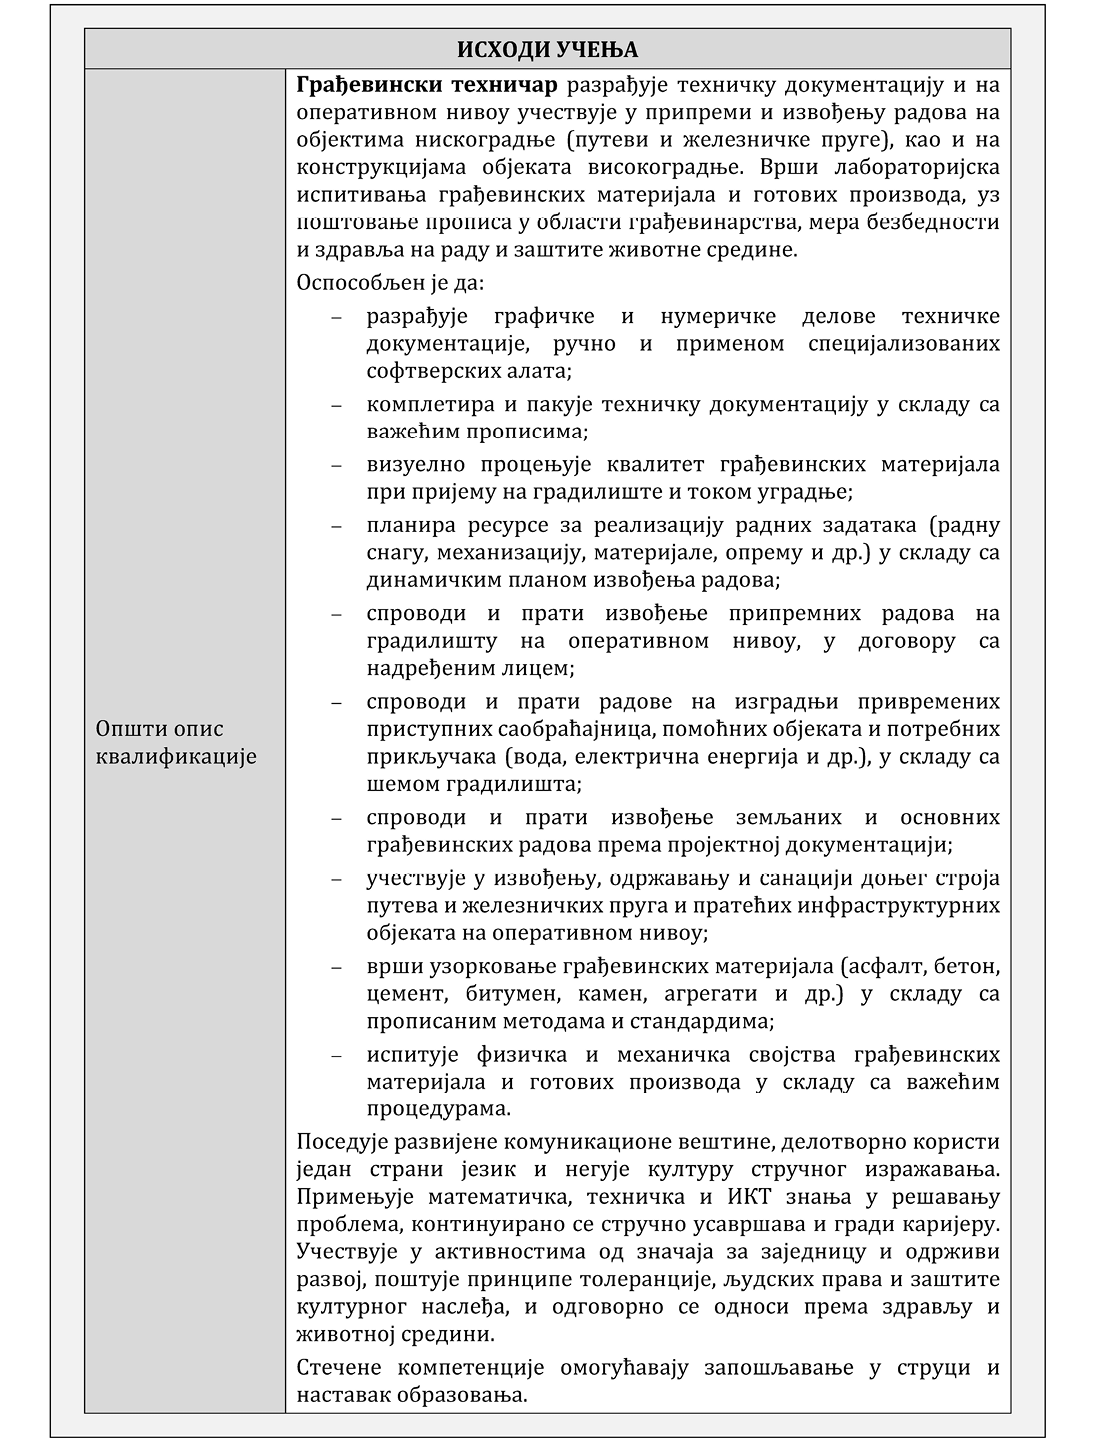 ИСХОДИ УЧЕЊА
Општи опис
квалификације
Грађевински техничар разрађује техничку документацију и на
оперативном нивоу учествује у припреми и извођењу радова на
објектима нискоградње (путеви и железничке пруге), као и на
конструкцијама објеката високоградње. Врши лабораторијска
испитивања грађевинских материјала и готових производа, уз
поштовање прописа у области грађевинарства, мера безбедности
и здравља на раду и заштите животне средине.
Оспособљен је да:
– разрађује графичке и нумеричке делове техничке
документације, ручно и применом специјализованих
софтверских алата;
– комплетира и пакује техничку документацију у складу са
важећим прописима;
– визуелно процењује квалитет грађевинских материјала
при пријему на градилиште и током уградње;
– планира ресурсе за реализацију радних задатака (радну
снагу, механизацију, материјале, опрему и др.) у складу са
динамичким планом извођења радова;
– спроводи и прати извођење припремних радова на
градилишту на оперативном нивоу, у договору са
надређеним лицем;
– спроводи и прати радове на изградњи привремених
приступних саобраћајница, помоћних објеката и потребних
прикључака (вода, електрична енергија и др.), у складу са
шемом градилишта;
– спроводи и прати извођење земљаних и основних
грађевинских радова према пројектној документацији;
– учествује у извођењу, одржавању и санацији доњег строја
путева и железничких пруга и пратећих инфраструктурних
објеката на оперативном нивоу;
– врши узорковање грађевинских материјала (асфалт, бетон,
цемент, битумен, камен, агрегати и др.) у складу са
прописаним методама и стандардима;
– испитује физичка и механичка својства грађевинских
материјала и готових производа у складу са важећим
процедурама.
Поседује развијене комуникационе вештине, делотворно користи
један страни језик и негује културу стручног изражавања.
Примењује математичка, техничка и ИКТ знања у решавању
проблема, континуирано се стручно усавршава и гради каријеру.
Учествује у активностима од значаја за заједницу и одрживи
развој, поштује принципе толеранције, људских права и заштите
културног наслеђа, и одговорно се односи према здрављу и
животној средини.
Стечене компетенције омогућавају запошљавање у струци и
наставак образовања.